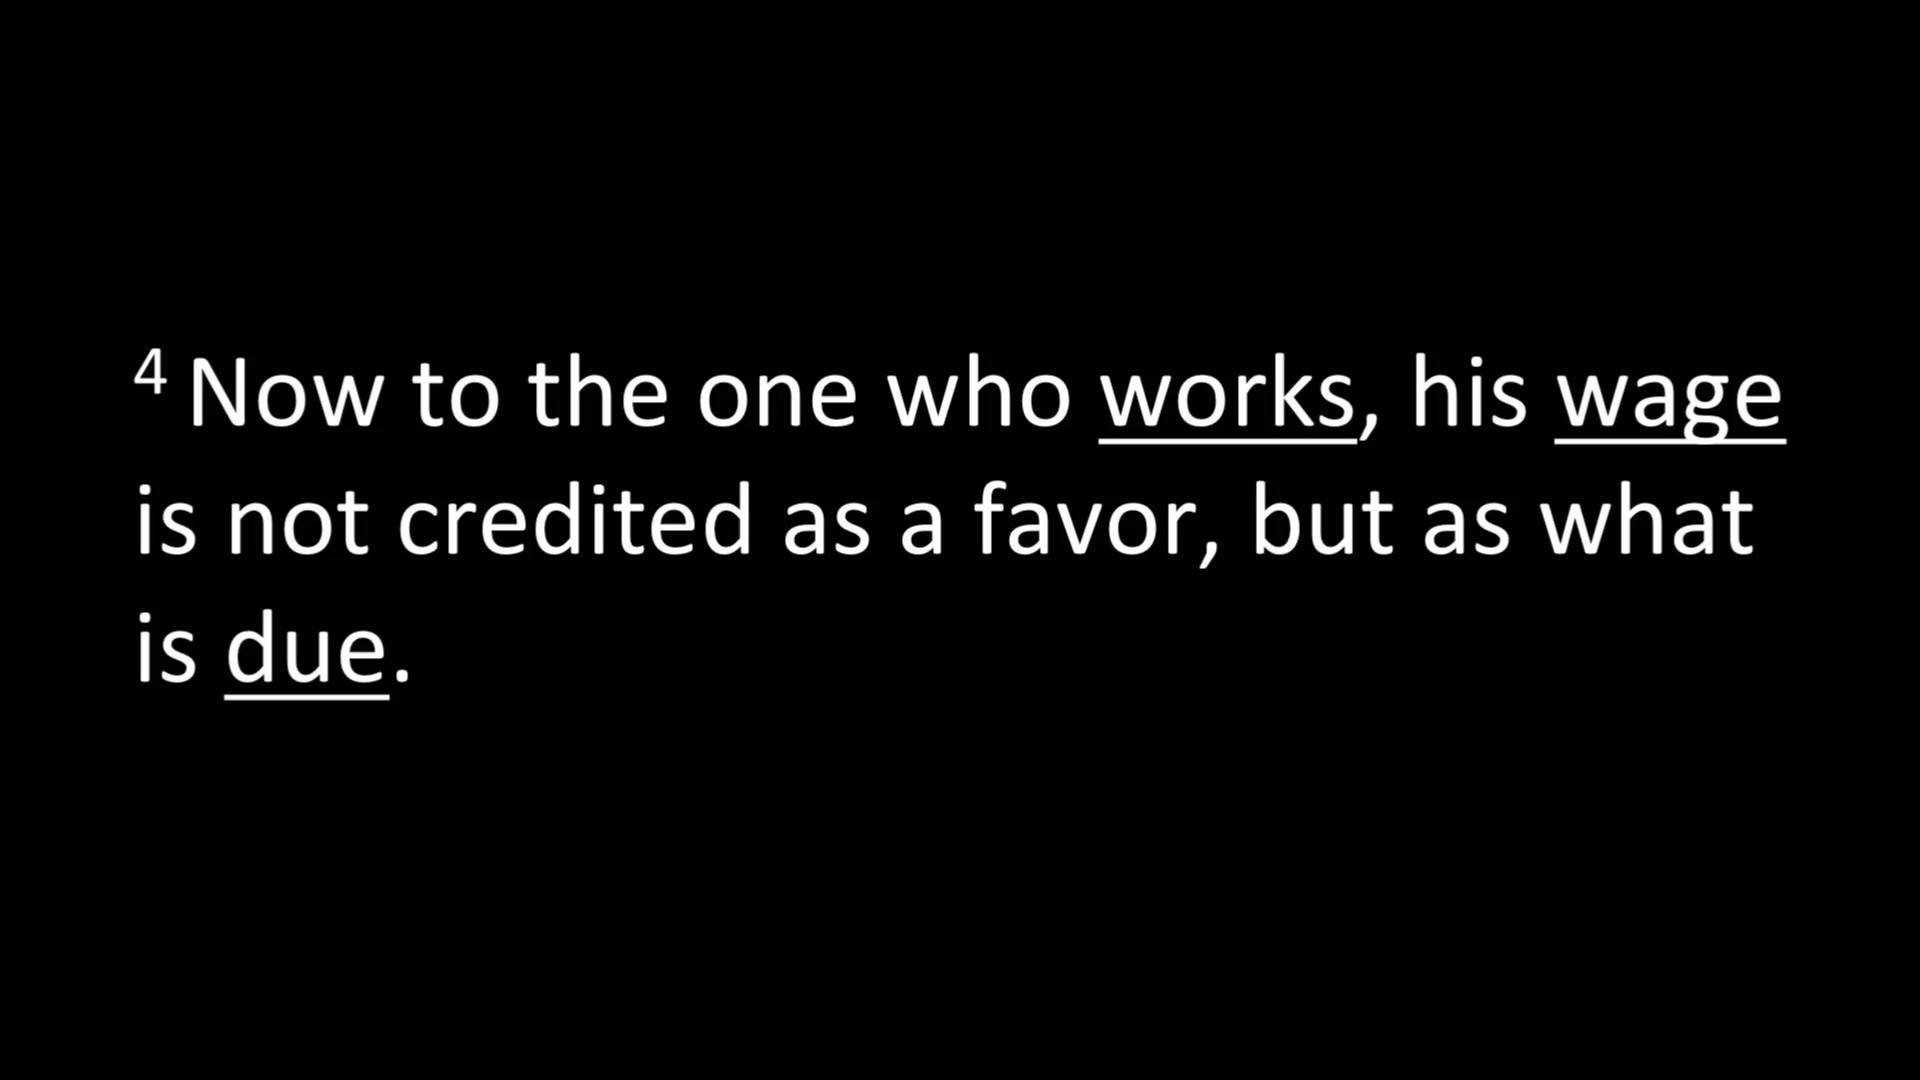 4 Now to the one who works, his wage
is not credited as a favor, but as what
is due.